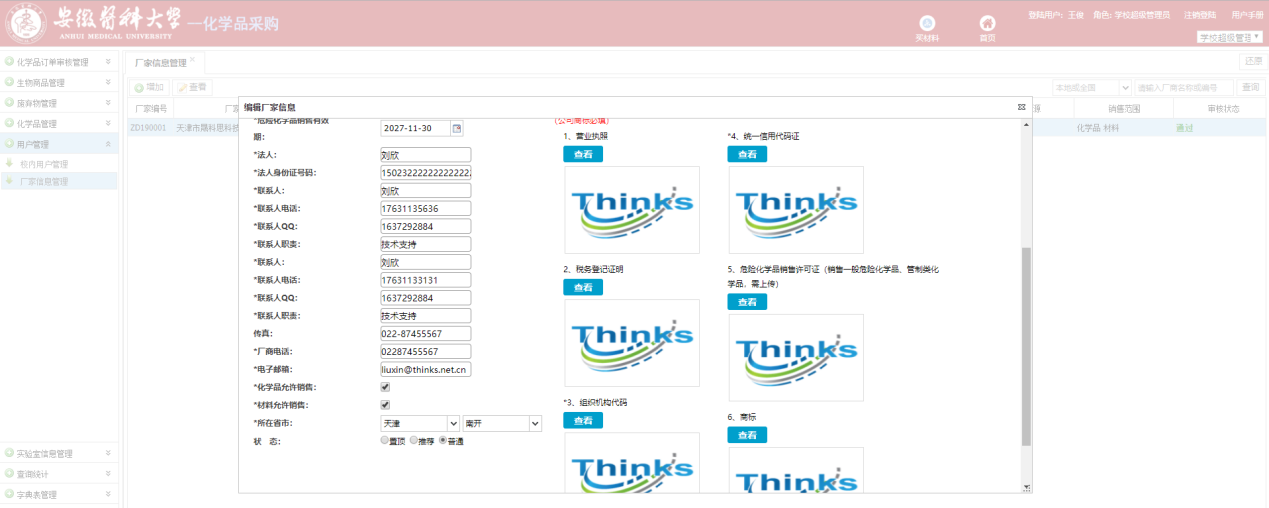 安徽医科大学 —化学品采购
ANHUI MEDICAL UNIVERSITY
买材料
首页
登陆用户：王俊 角色：学校超级管理员 注销登陆 用户手册
学校超级管理
化学品订单审核管理
生物商品管理
废弃物管理
化学品管理
用户管理
校内用户管理
厂家信息管理
实验室信息管理
查询统计
字典表管理
厂家信息管理
还原
增加 查看
本地或全国 请输入厂商名称或编号 查询
厂家编号 厂家 源 销售范围 审核状态
ZD190001 天津市晟科思科技 化学品 材料 通过
编辑厂家信息
*危险化学品销售有效期： 2027-11-30
*法人： 刘欣
*法人身份证号码： 15023222222222222
*联系人： 刘欣
*联系人电话： 17631135636
*联系人QQ： 1637292884
*联系人职责： 技术支持
*联系人： 刘欣
*联系人电话： 17631133131
*联系人QQ： 1637292884
*联系人职责： 技术支持
传真： 022-87455567
*厂商电话： 02287455567
*电子邮箱： liuxin@thinks.net.cn
*化学品允许销售：
*材料允许销售：
*所在省市： 天津 南开
状 态： 置顶 推荐 普通
（公司商标必填）
1、营业执照
查看
Thinks
2、税务登记证明
查看
Thinks
*3、组织机构代码
查看
Thinks
*4、统一信用代码证
查看
Thinks
5、危险化学品销售许可证（销售一般危险化学品、管制类化
学品，需上传）
查看
Thinks
6、商标
查看
Thinks